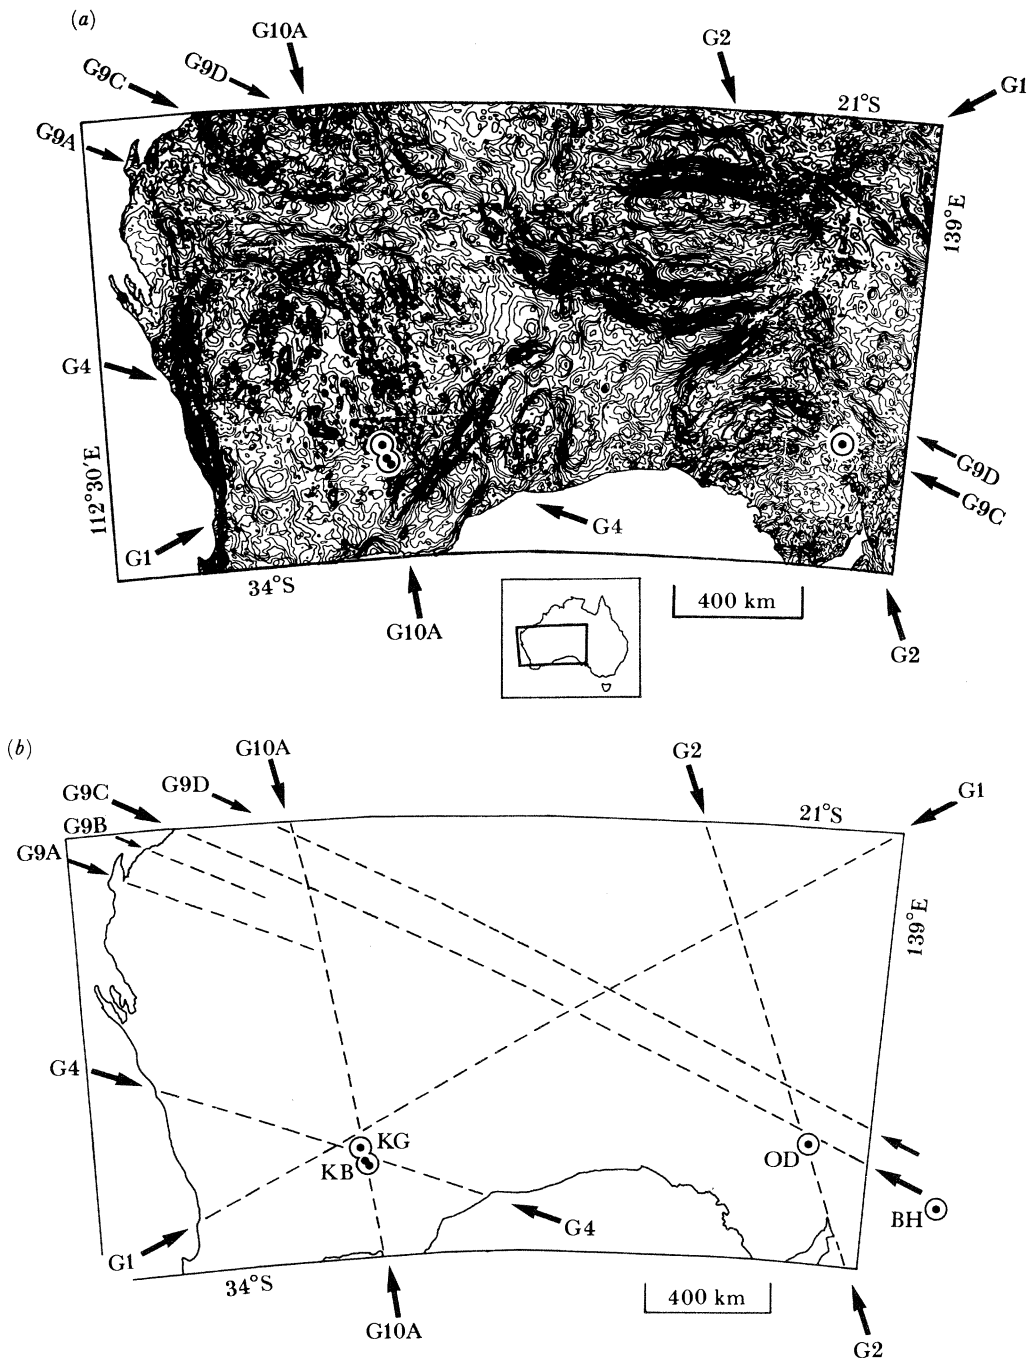 (a)
G10A
G2
G9D
G9C
G1
21°S
G9A
139°E
G4
G9D
112°30′E
G9C
G4
G1
34°S
400 km
G10A
G2
(b)
G10A
G2
G9D
G1
G9C
21°S
G9B
G9A
139°E
G4
KG
OD
KB
BH
G4
G1
34°S
400 km
G10A
G2